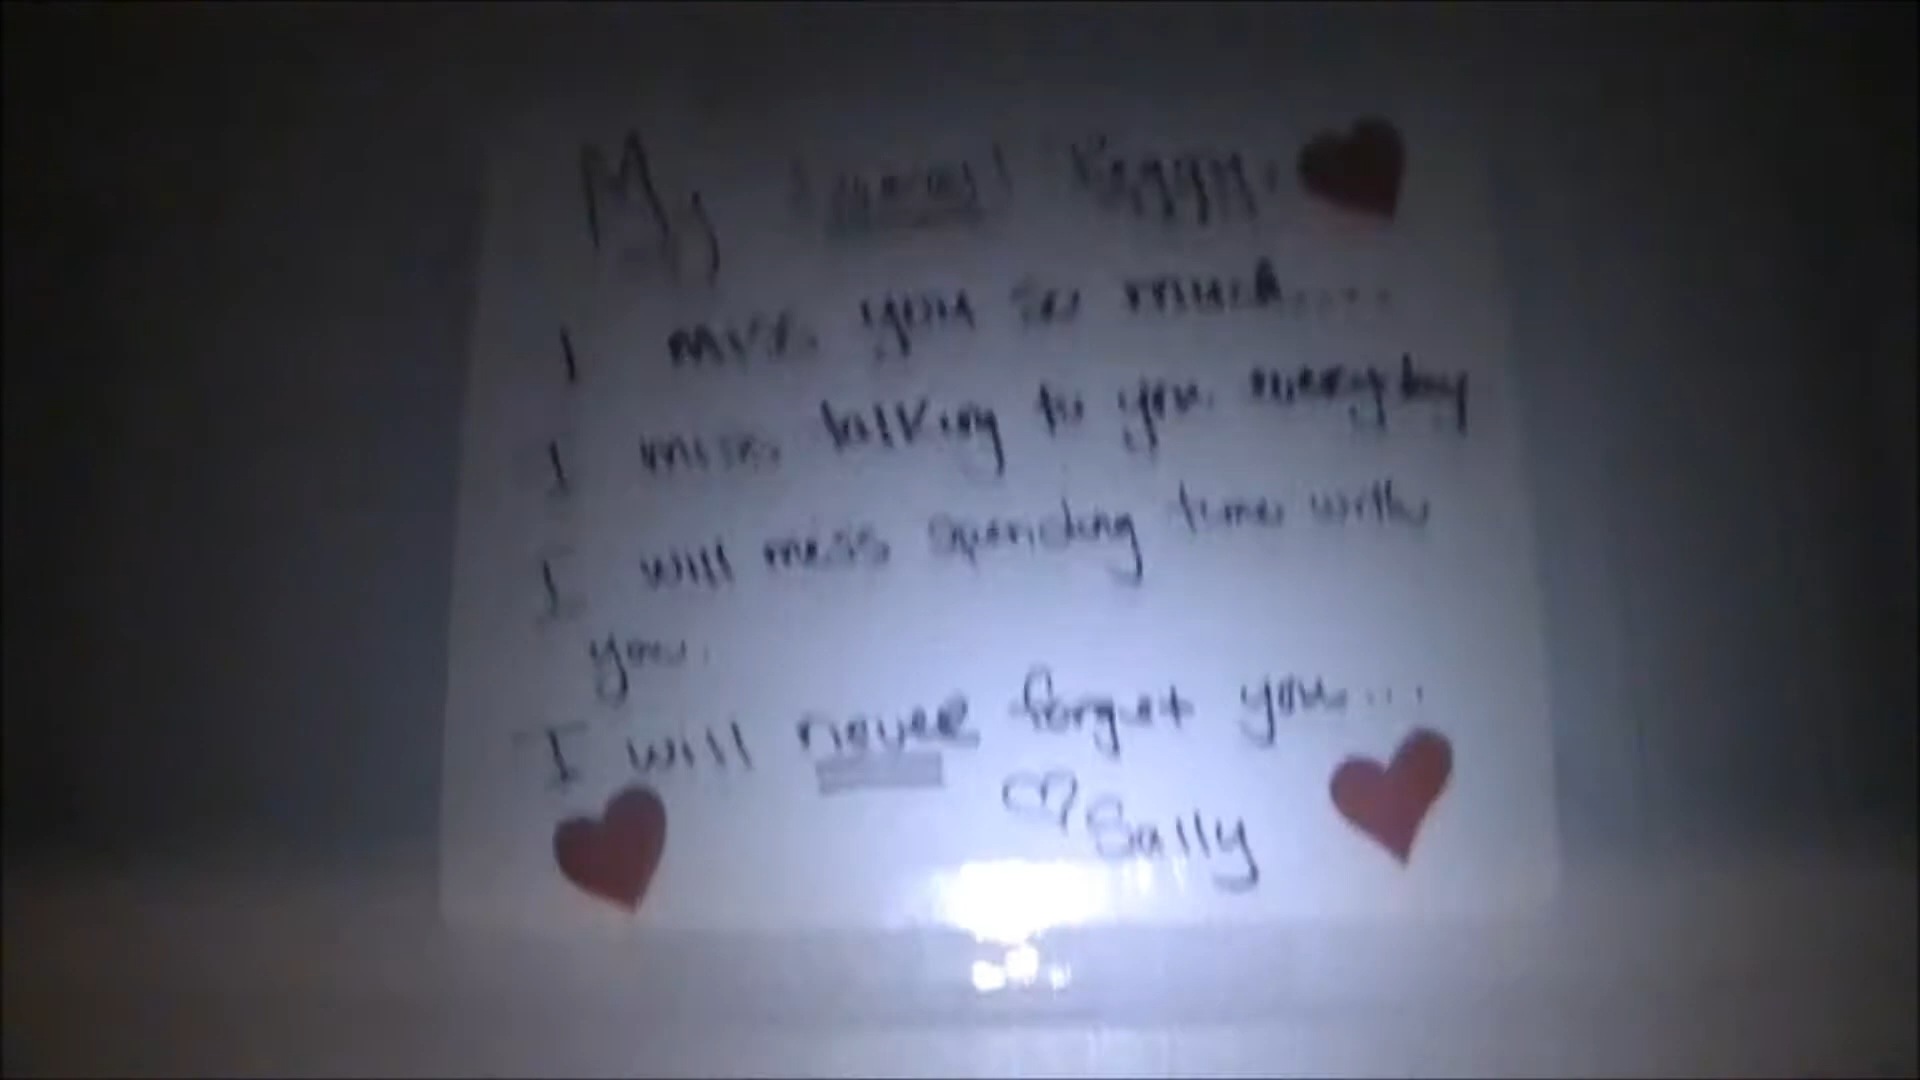 My Peggy,
I miss you so much....
I miss talking to you everyday
I will miss spending time with
you.
I will never forget you...
Sally